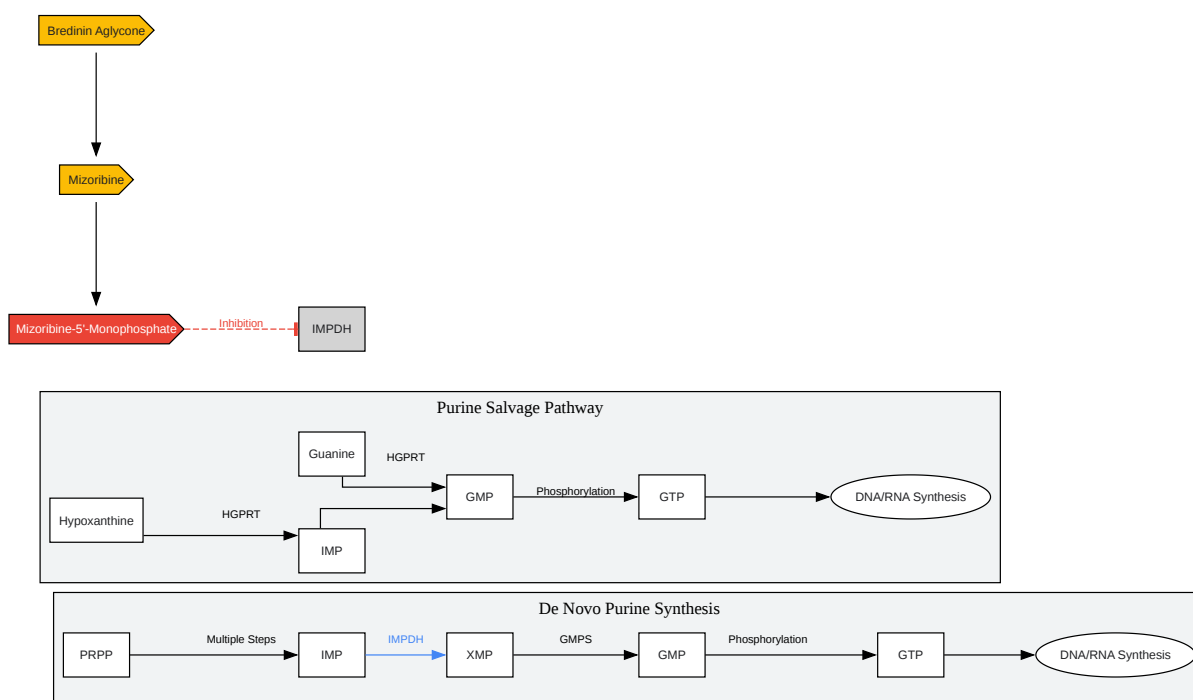 Bredinin Aglycone
Mizoribine
Mizoribine-5'-Monophosphate
Inhibition
IMPDH
Purine Salvage Pathway
Guanine
HGPRT
GMP
Phosphorylation
GTP
DNA/RNA Synthesis
Hypoxanthine
HGPRT
IMP
De Novo Purine Synthesis
PRPP
Multiple Steps
IMP
IMPDH
XMP
GMPS
GMP
Phosphorylation
GTP
DNA/RNA Synthesis